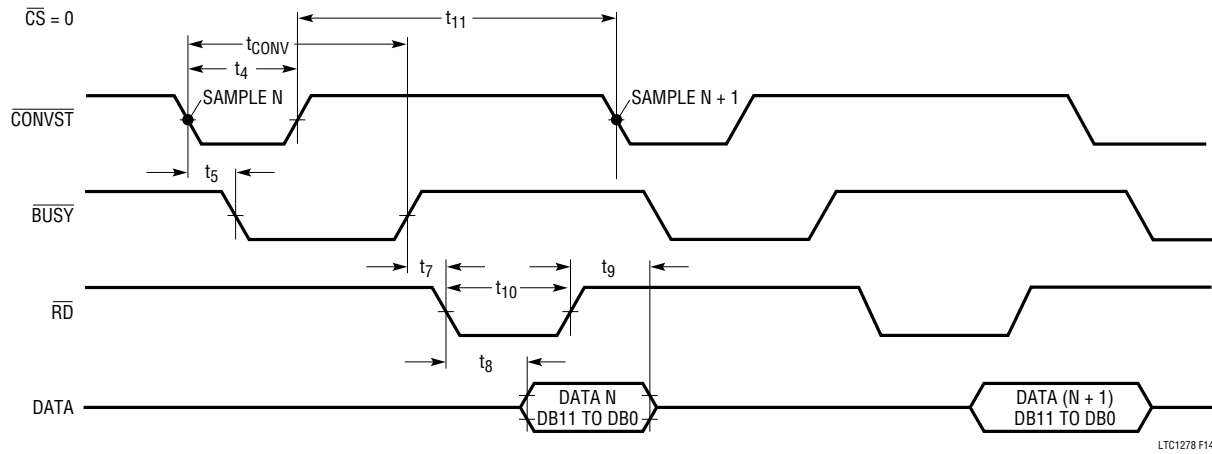 CS = 0
t11
tCONV
t4
SAMPLE N
SAMPLE N + 1
CONVST
t5
BUSY
t7
t9
t10
RD
t8
DATA
DATA N
DB11 TO DB0
DATA (N + 1)
DB11 TO DB0
LTC1278 F14